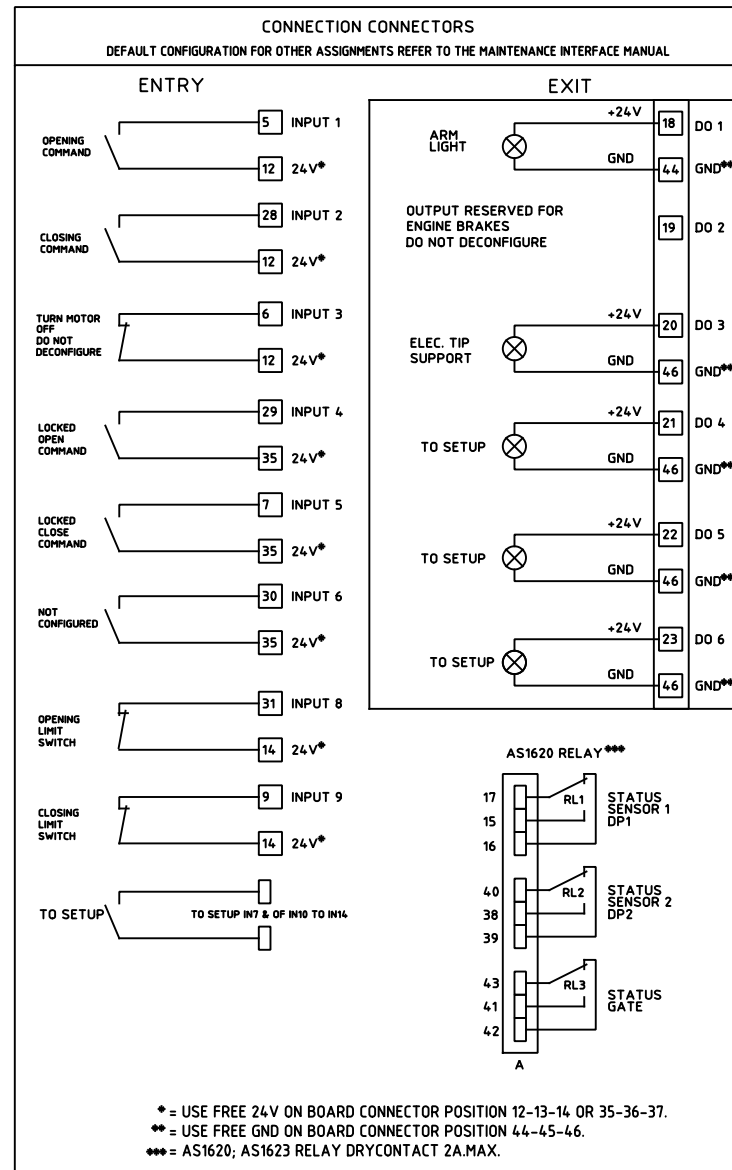 CONNECTION CONNECTORS
DEFAULT CONFIGURATION FOR OTHER ASSIGNMENTS REFER TO THE MAINTENANCE INTERFACE MANUAL
ENTRY
OPENING
COMMAND
5 INPUT 1
12 24V*
CLOSING
COMMAND
28 INPUT 2
12 24V*
TURN MOTOR
OFF
DO NOT
DECONFIGURE
6 INPUT 3
12 24V*
LOCKED
OPEN
COMMAND
29 INPUT 4
35 24V*
LOCKED
CLOSE
COMMAND
7 INPUT 5
35 24V*
NOT
CONFIGURED
30 INPUT 6
35 24V*
OPENING
LIMIT
SWITCH
31 INPUT 8
14 24V*
CLOSING
LIMIT
SWITCH
9 INPUT 9
14 24V*
TO SETUP
TO SETUP IN7 & OF IN10 TO IN14
EXIT
ARM
LIGHT
+24V 18 DO 1
GND 44 GND**
OUTPUT RESERVED FOR
ENGINE BRAKES
DO NOT DECONFIGURE
19 DO 2
ELEC. TIP
SUPPORT
+24V 20 DO 3
GND 46 GND**
TO SETUP
+24V 21 DO 4
GND 46 GND**
TO SETUP
+24V 22 DO 5
GND 46 GND**
TO SETUP
+24V 23 DO 6
GND 46 GND**
AS1620 RELAY***
17
15
16
RL1
STATUS
SENSOR 1
DP1
40
38
39
RL2
STATUS
SENSOR 2
DP2
43
41
42
RL3
STATUS
GATE
A
* = USE FREE 24V ON BOARD CONNECTOR POSITION 12-13-14 OR 35-36-37.
** = USE FREE GND ON BOARD CONNECTOR POSITION 44-45-46.
*** = AS1620; AS1623 RELAY DRYCONTACT 2A.MAX.